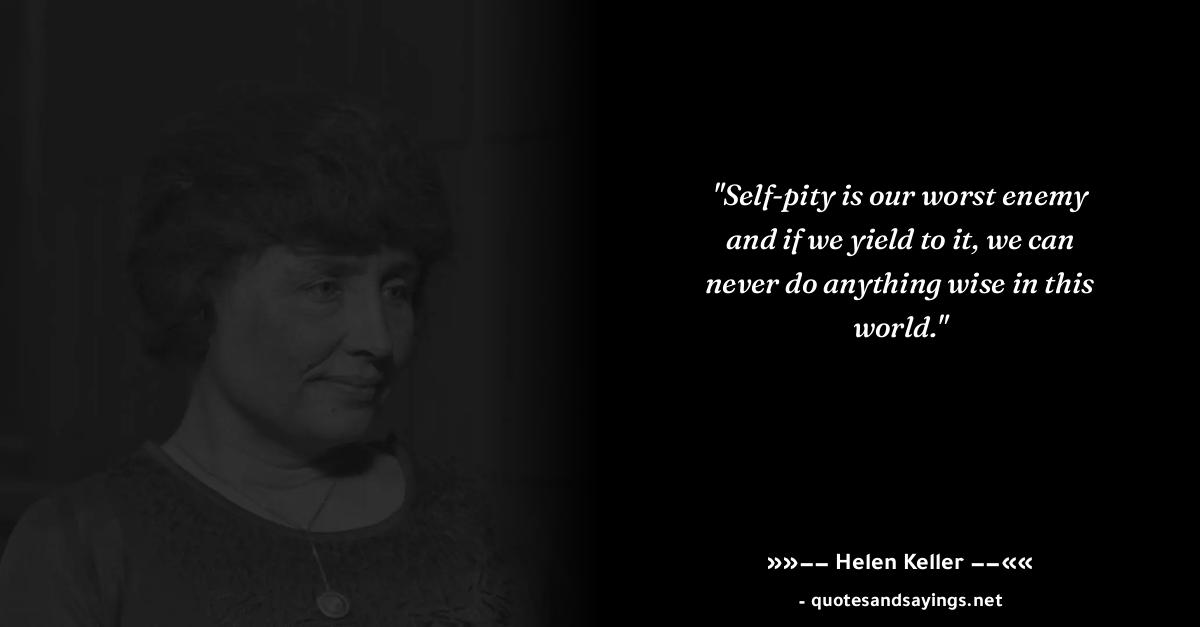 "Self-pity is our worst enemy
and if we yield to it, we can
never do anything wise in this
world."
»»–– Helen Keller ––««
- quotesandsayings.net